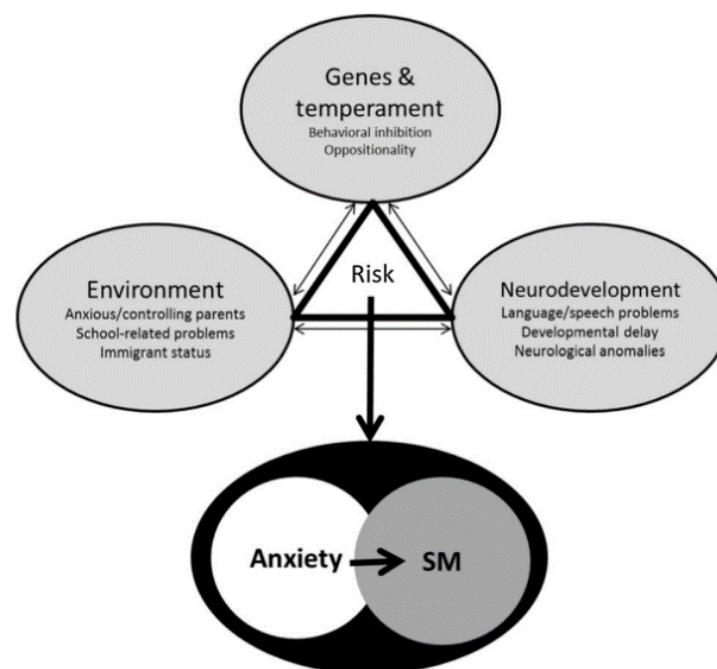 Genes &
temperament
Behavioral inhibition
Oppositionality
Environment
Anxious/controlling parents
School-related problems
Immigrant status
Risk
Neurodevelopment
Language/speech problems
Developmental delay
Neurological anomalies
Anxiety
SM